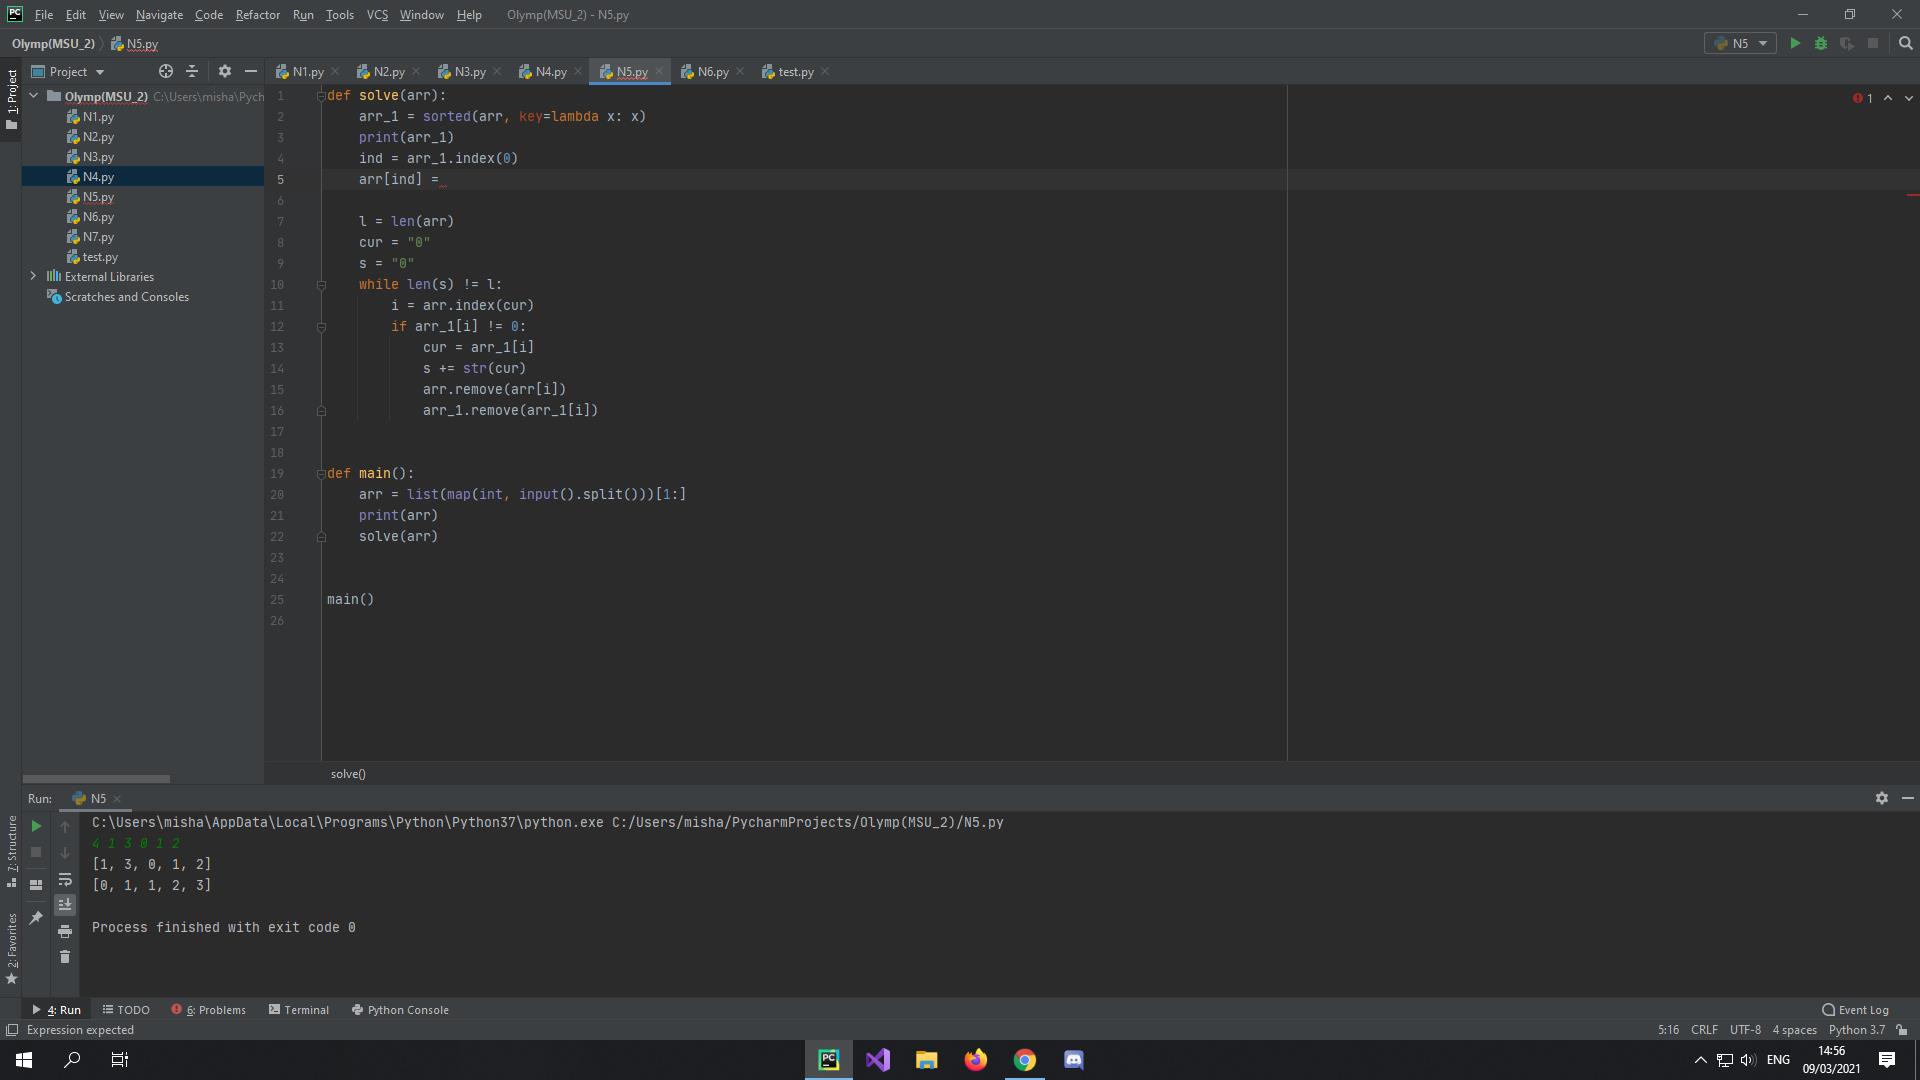 PC File Edit View Navigate Code Refactor Run Tools VCS Window Help Olymp(MSU_2) - N5.py
Olymp(MSU_2) N5.py N5
1: Project
Project
N1.py N2.py N3.py N4.py N5.py N6.py test.py
Olymp(MSU_2) C:\Users\misha\Pych
N1.py
N2.py
N3.py
N4.py
N5.py
N6.py
N7.py
test.py
External Libraries
Scratches and Consoles
1
1 def solve(arr):
2 arr_1 = sorted(arr, key=lambda x: x)
3 print(arr_1)
4 ind = arr_1.index(0)
5 arr[ind] =
6
7 l = len(arr)
8 cur = "0"
9 s = "0"
10 while len(s) != l:
11 i = arr.index(cur)
12 if arr_1[i] != 0:
13 cur = arr_1[i]
14 s += str(cur)
15 arr.remove(arr[i])
16 arr_1.remove(arr_1[i])
17
18
19 def main():
20 arr = list(map(int, input().split()))[1:]
21 print(arr)
22 solve(arr)
23
24
25 main()
26
solve()
Run: N5
C:\Users\misha\AppData\Local\Programs\Python\Python37\python.exe C:/Users/misha/PycharmProjects/Olymp(MSU_2)/N5.py
4 1 3 0 1 2
[1, 3, 0, 1, 2]
[0, 1, 1, 2, 3]
Process finished with exit code 0
7: Structure
2: Favorites
4: Run TODO 6: Problems Terminal Python Console Event Log
Expression expected 5:16 CRLF UTF-8 4 spaces Python 3.7
PC ENG 14:56
09/03/2021